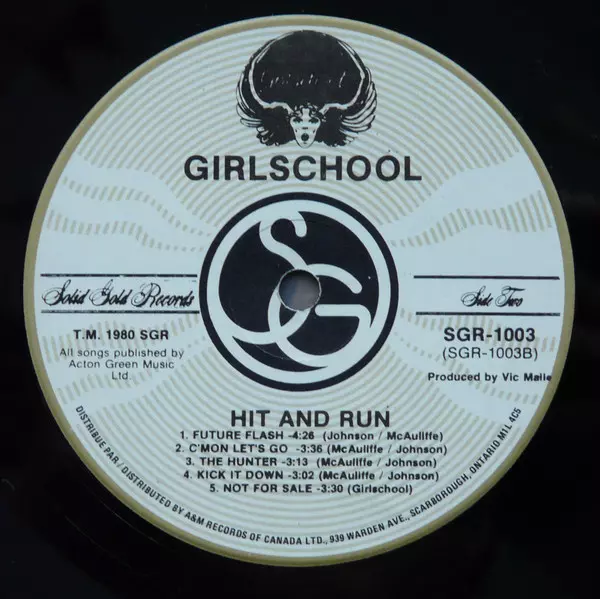 Girlschool
GIRLSCHOOL
SG
Solid Gold Records
Side Two
T.M. 1980 SGR
All songs published by
Acton Green Music
Ltd.
SGR-1003
(SGR-1003B)
Produced by Vic Maile
HIT AND RUN
1. FUTURE FLASH -4:26 (Johnson / McAuliffe)
2. C'MON LET'S GO -3:36 (McAuliffe / Johnson)
3. THE HUNTER -3:13 (McAuliffe / Johnson)
4. KICK IT DOWN -3:02 (McAuliffe / Johnson)
5. NOT FOR SALE -3:30 (Girlschool)
DISTRIBUE PAR / DISTRIBUTED BY A&M RECORDS OF CANADA LTD., 939 WARDEN AVE., SCARBOROUGH, ONTARIO M1L 4C5